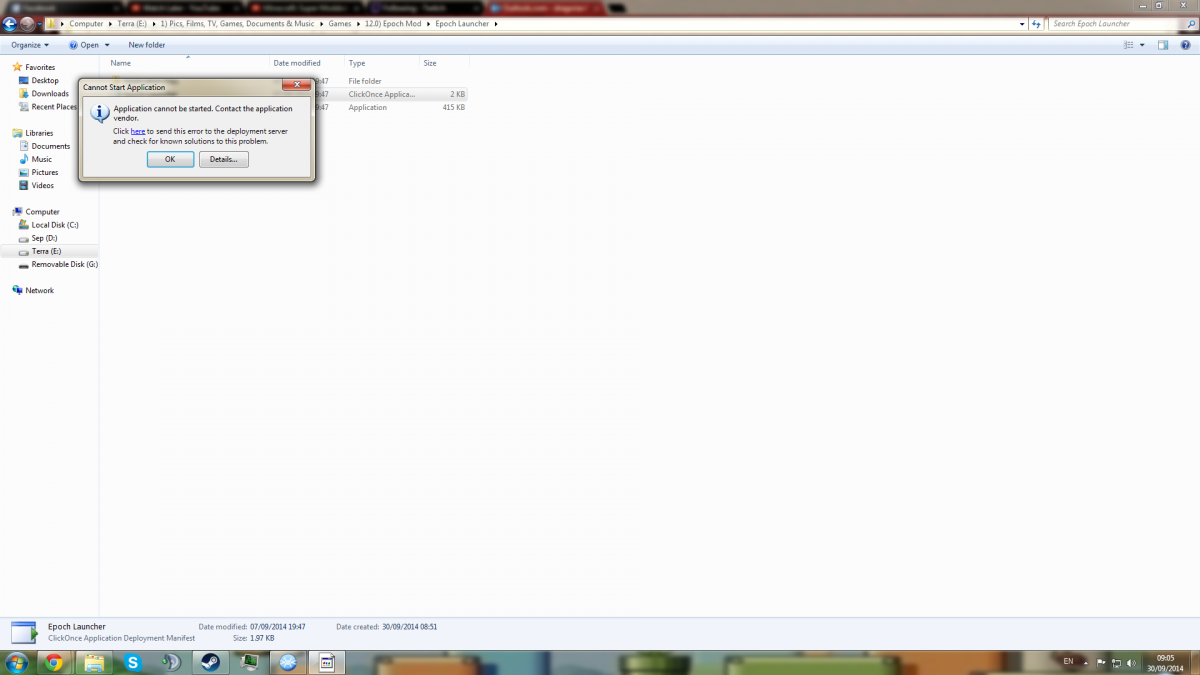 Computer ▸ Terra (E:) ▸ 1) Pics, Films, TV, Games, Documents & Music ▸ Games ▸ 12.0) Epoch Mod ▸ Epoch Launcher ▸
Search Epoch Launcher
Organize Open New folder
Name Date modified Type Size
Favorites
Desktop
Downloads
Recent Places
Libraries
Documents
Music
Pictures
Videos
Computer
Local Disk (C:)
Sep (D:)
Terra (E:)
Removable Disk (G:)
Network
9:47 File folder
9:47 ClickOnce Applica... 2 KB
9:47 Application 415 KB
Cannot Start Application
Application cannot be started. Contact the application
vendor.
Click here to send this error to the deployment server
and check for known solutions to this problem.
OK Details...
Epoch Launcher Date modified: 07/09/2014 19:47 Date created: 30/09/2014 08:51
ClickOnce Application Deployment Manifest Size: 1.97 KB
EN
09:05
30/09/2014